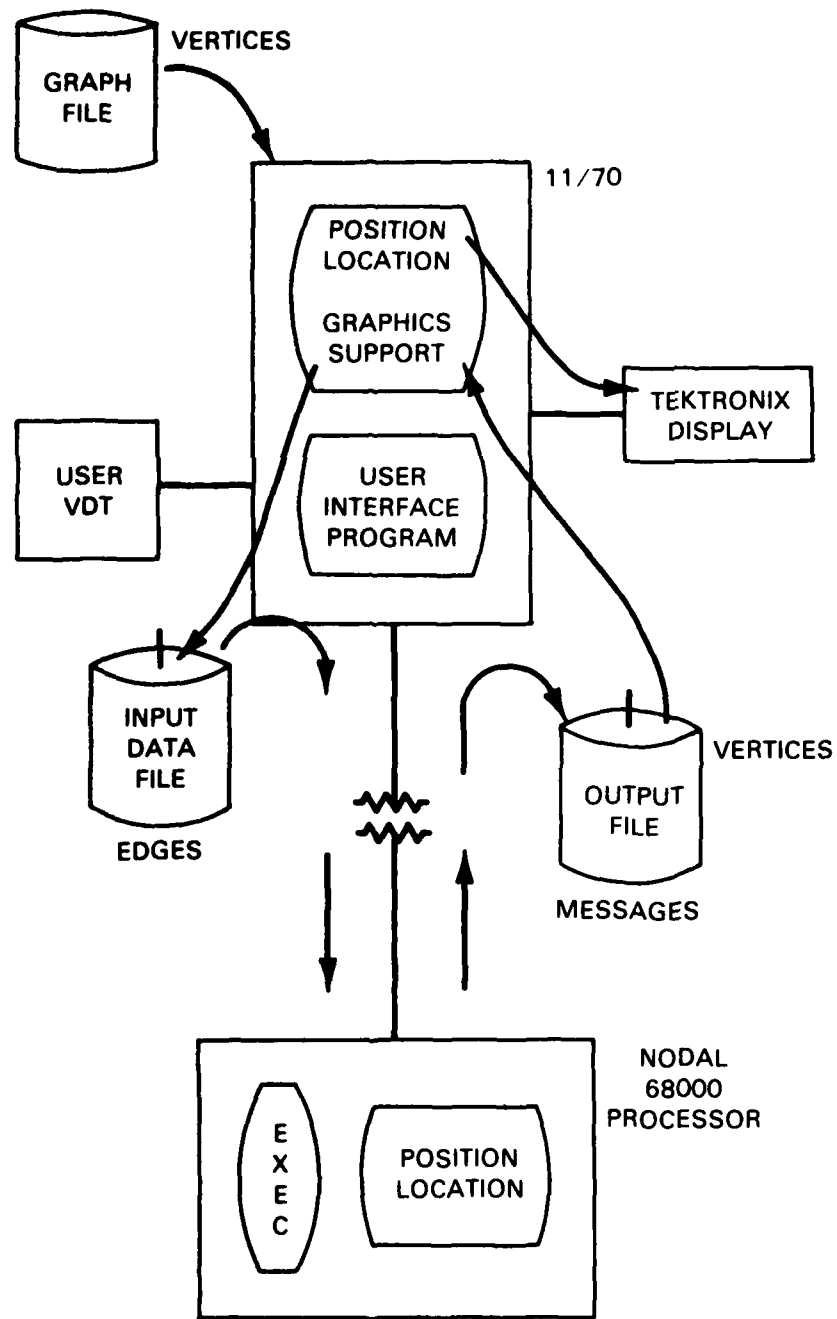 VERTICES
GRAPH
FILE
11/70
POSITION
LOCATION
GRAPHICS
SUPPORT
TEKTRONIX
DISPLAY
USER
VDT
USER
INTERFACE
PROGRAM
INPUT
DATA
FILE
EDGES
VERTICES
OUTPUT
FILE
MESSAGES
NODAL
68000
PROCESSOR
E
X
E
C
POSITION
LOCATION